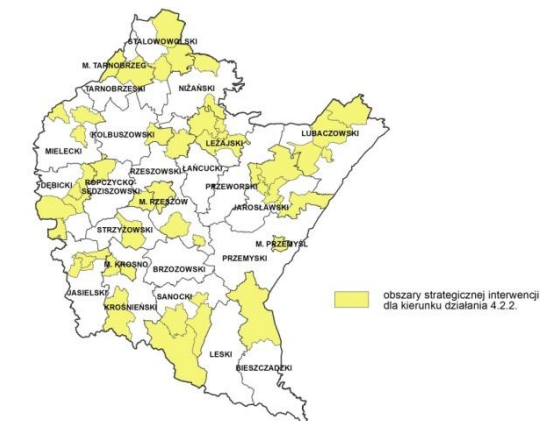 STALOWOWOLSKI
M. TARNOBRZEG
TARNOBRZESKI
NIŻAŃSKI
KOLBUSZOWSKI
LUBACZOWSKI
MIELECKI
LEŻAJSKI
RZESZOWSKI
ŁAŃCUCKI
DĘBICKI
ROPCZYCKO-
SĘDZISZOWSKI
PRZEWORSKI
M. RZESZÓW
JAROSŁAWSKI
STRZYŻOWSKI
M. PRZEMYŚL
PRZEMYSKI
M. KROSNO
BRZOZOWSKI
JASIELSKI
SANOCKI
KROŚNIEŃSKI
obszary strategicznej interwencji
dla kierunku działania 4.2.2.
LESKI
BIESZCZADZKI